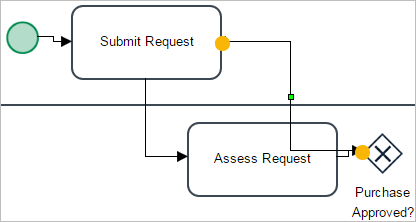 Submit Request
Assess Request
Purchase
Approved?